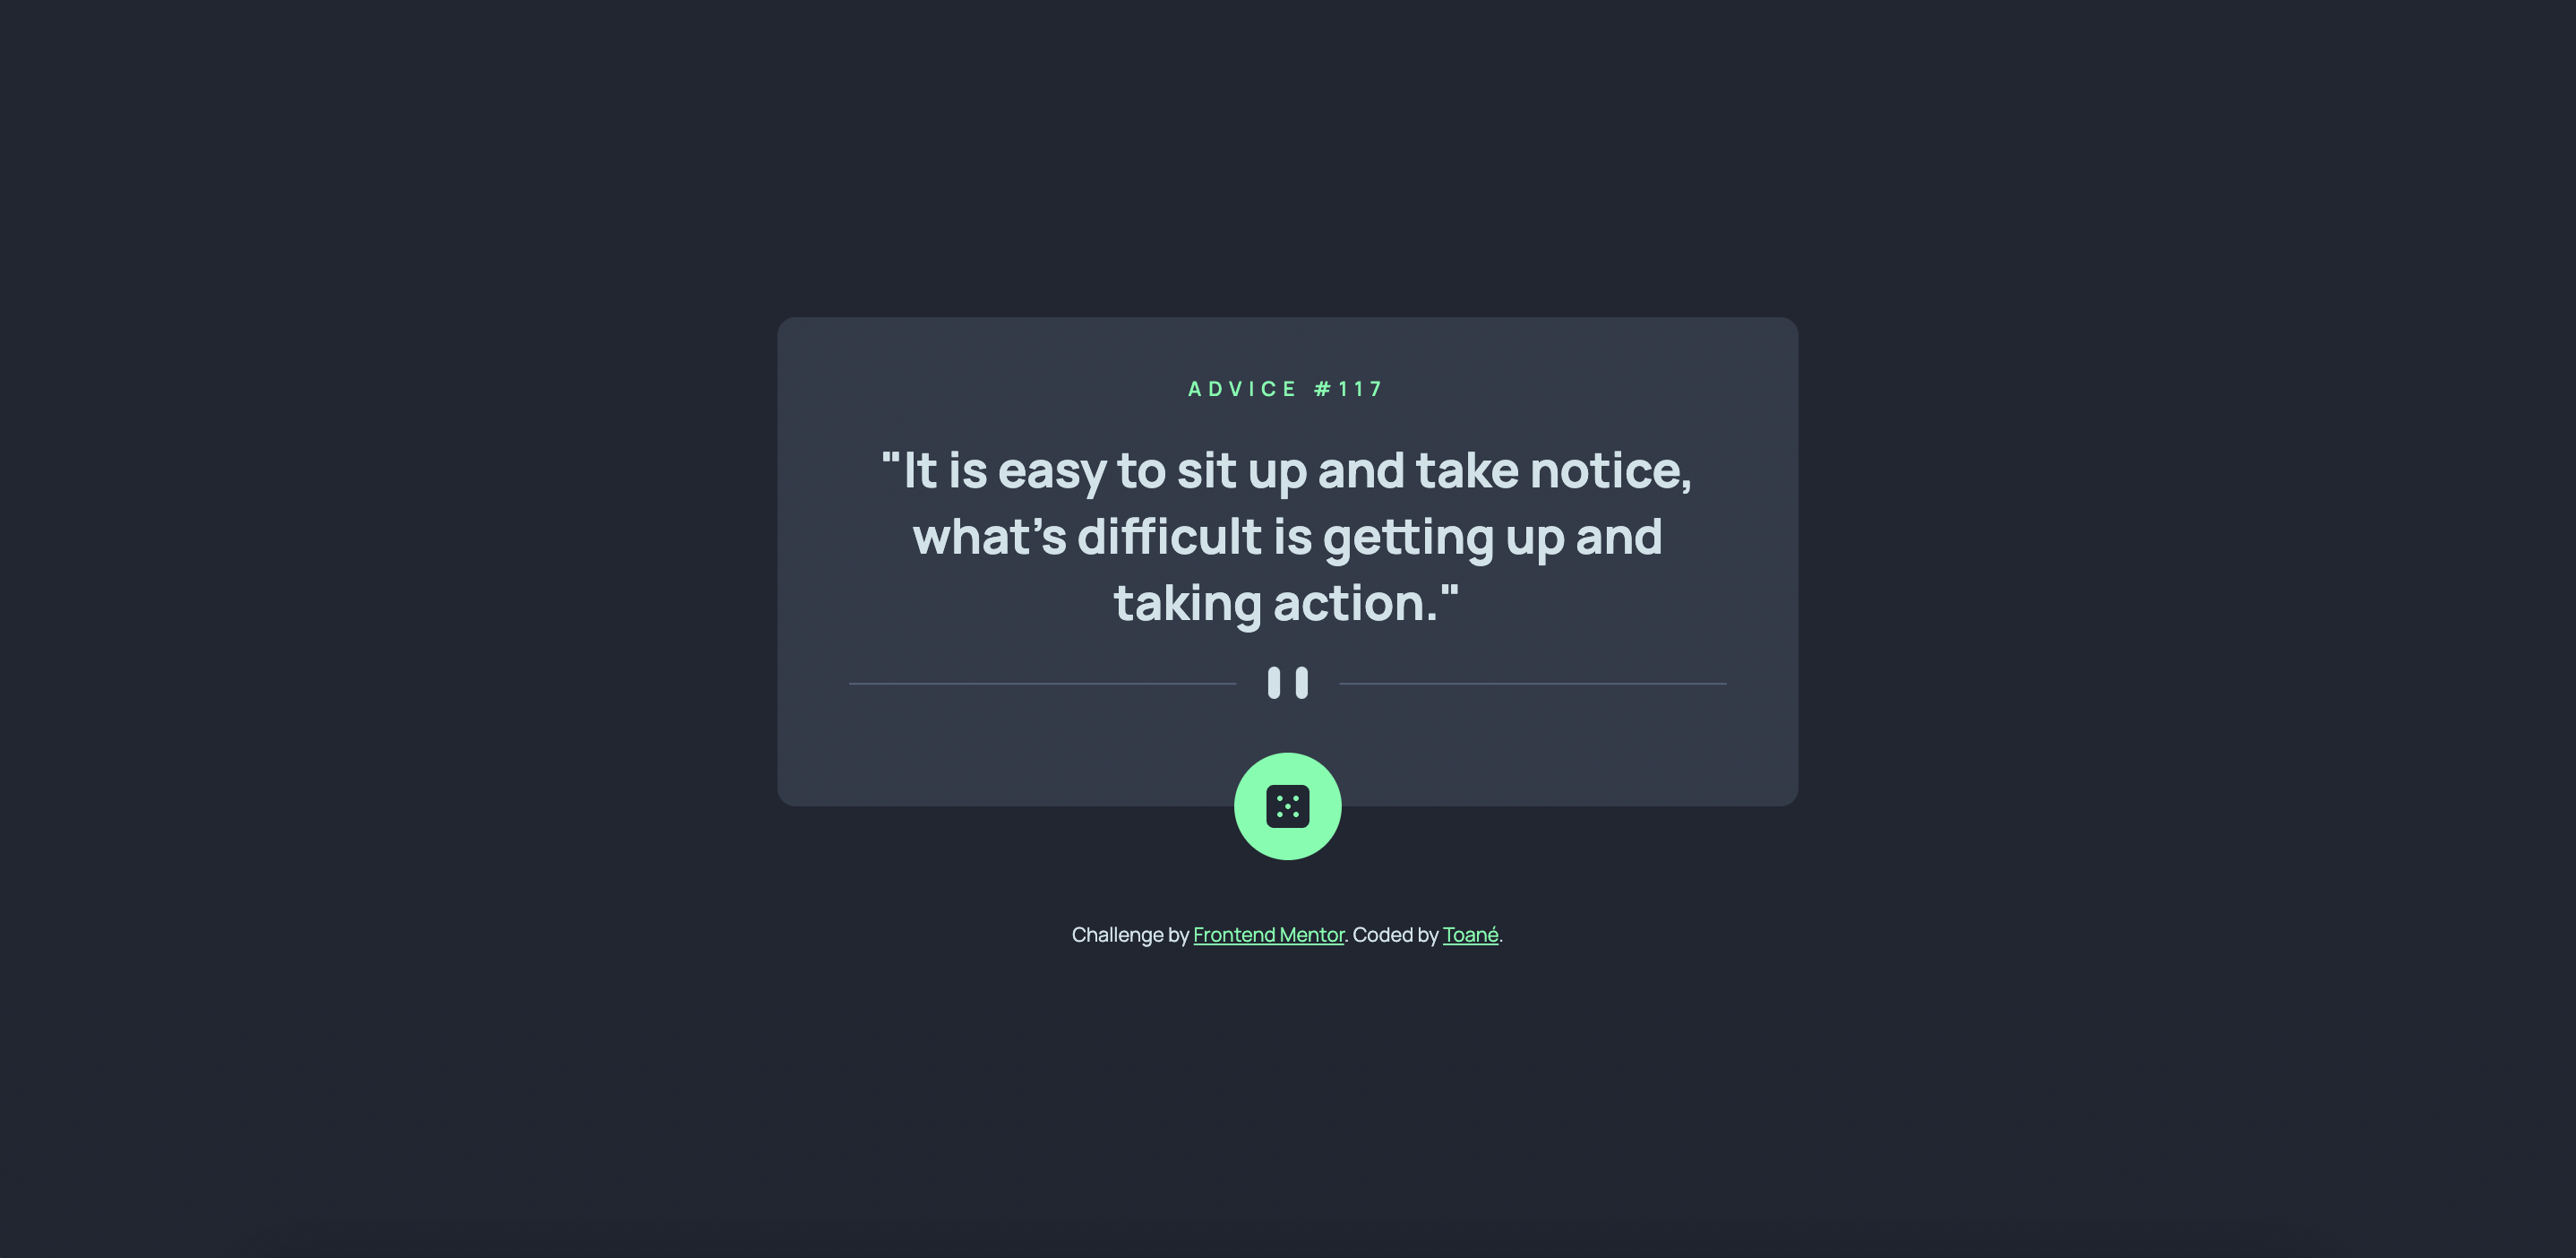 ADVICE #117
"It is easy to sit up and take notice,
what's difficult is getting up and
taking action."
Challenge by Frontend Mentor. Coded by Toané.